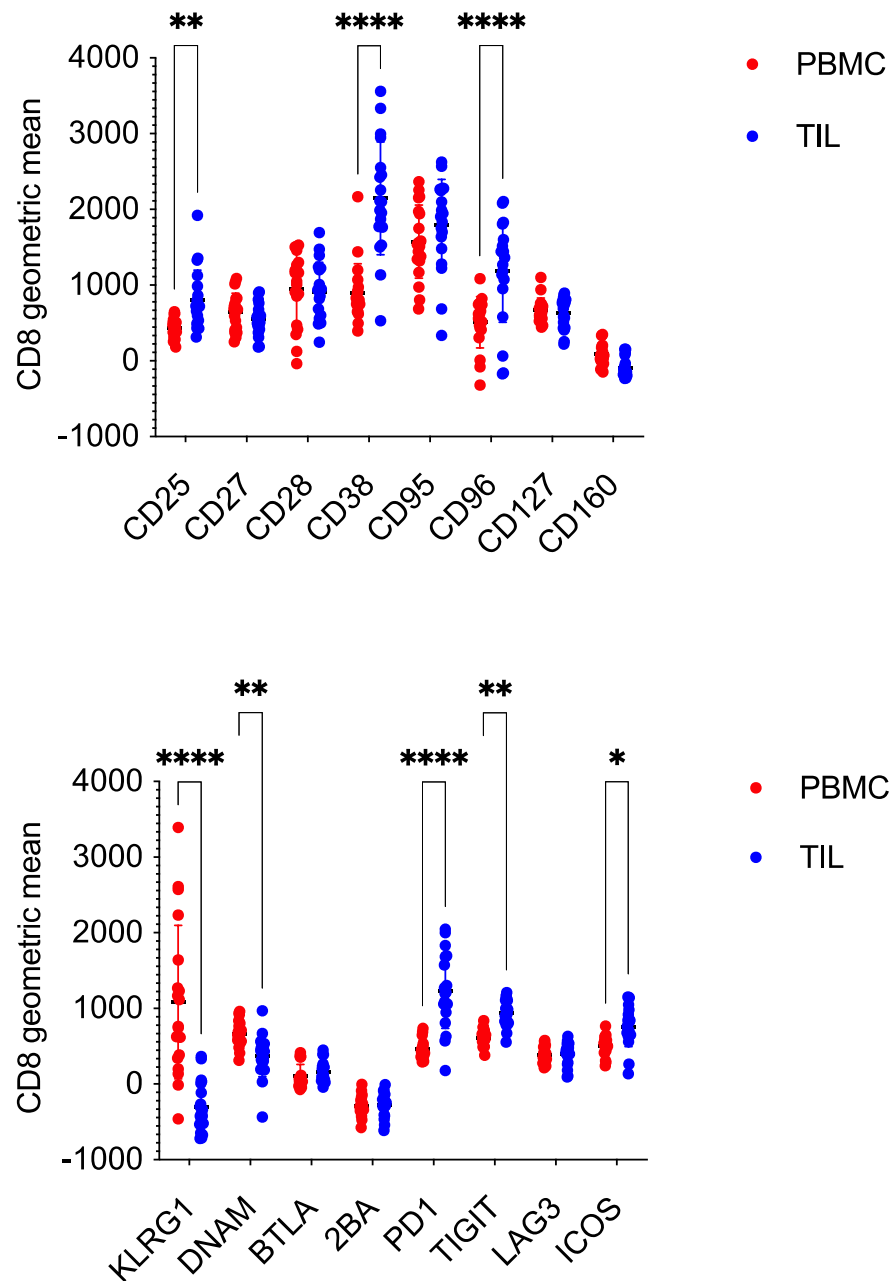 ** **** ****
4000
3000
2000
1000
0
-1000
CD8 geometric mean
CD25 CD27 CD28 CD38 CD95 CD96 CD127 CD160
PBMC
TIL
** **
**** **** *
4000
3000
2000
1000
0
-1000
CD8 geometric mean
KLRG1 DNAM BTLA 2BA PD1 TIGIT LAG3 ICOS
PBMC
TIL